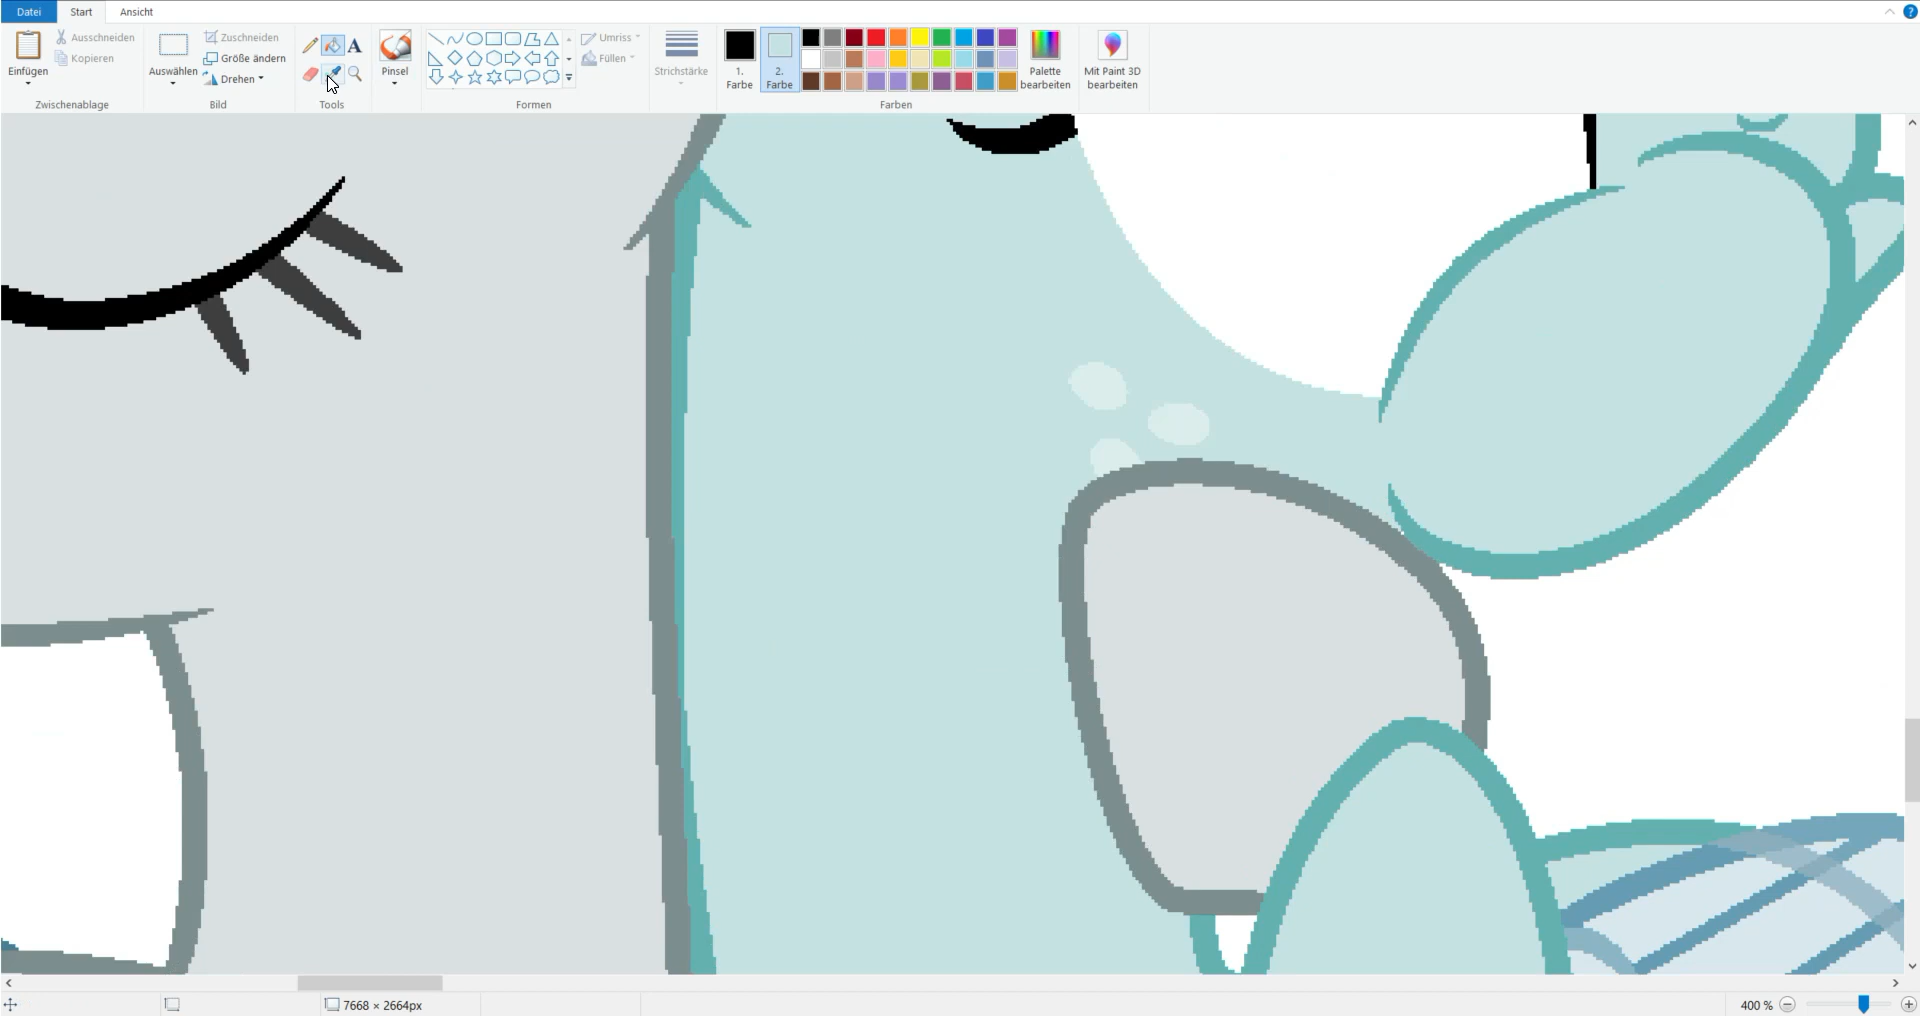 Datei Start Ansicht
Einfügen
Ausschneiden
Kopieren
Zwischenablage
Auswählen
Zuschneiden
Größe ändern
Drehen
Bild
A
Tools
Pinsel
Formen
Umriss
Füllen
Strichstärke
1.
Farbe
2.
Farbe
Farben
Palette
bearbeiten
Mit Paint 3D
bearbeiten
7668 × 2664px
400 %